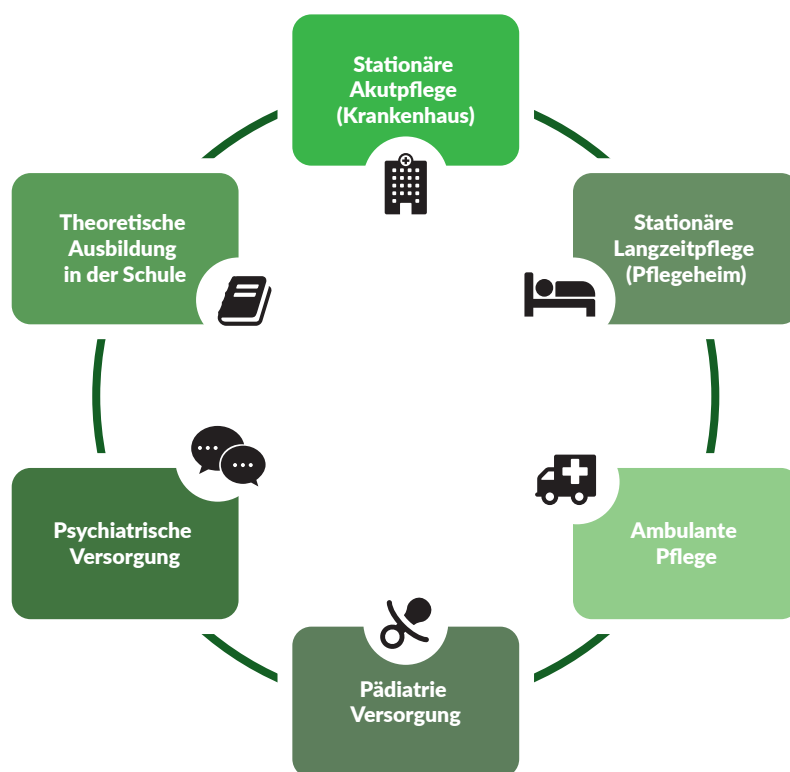 Stationäre
Akutpflege
(Krankenhaus)
Theoretische
Ausbildung
in der Schule
Stationäre
Langzeitpflege
(Pflegeheim)
Psychiatrische
Versorgung
Ambulante
Pflege
Pädiatrie
Versorgung